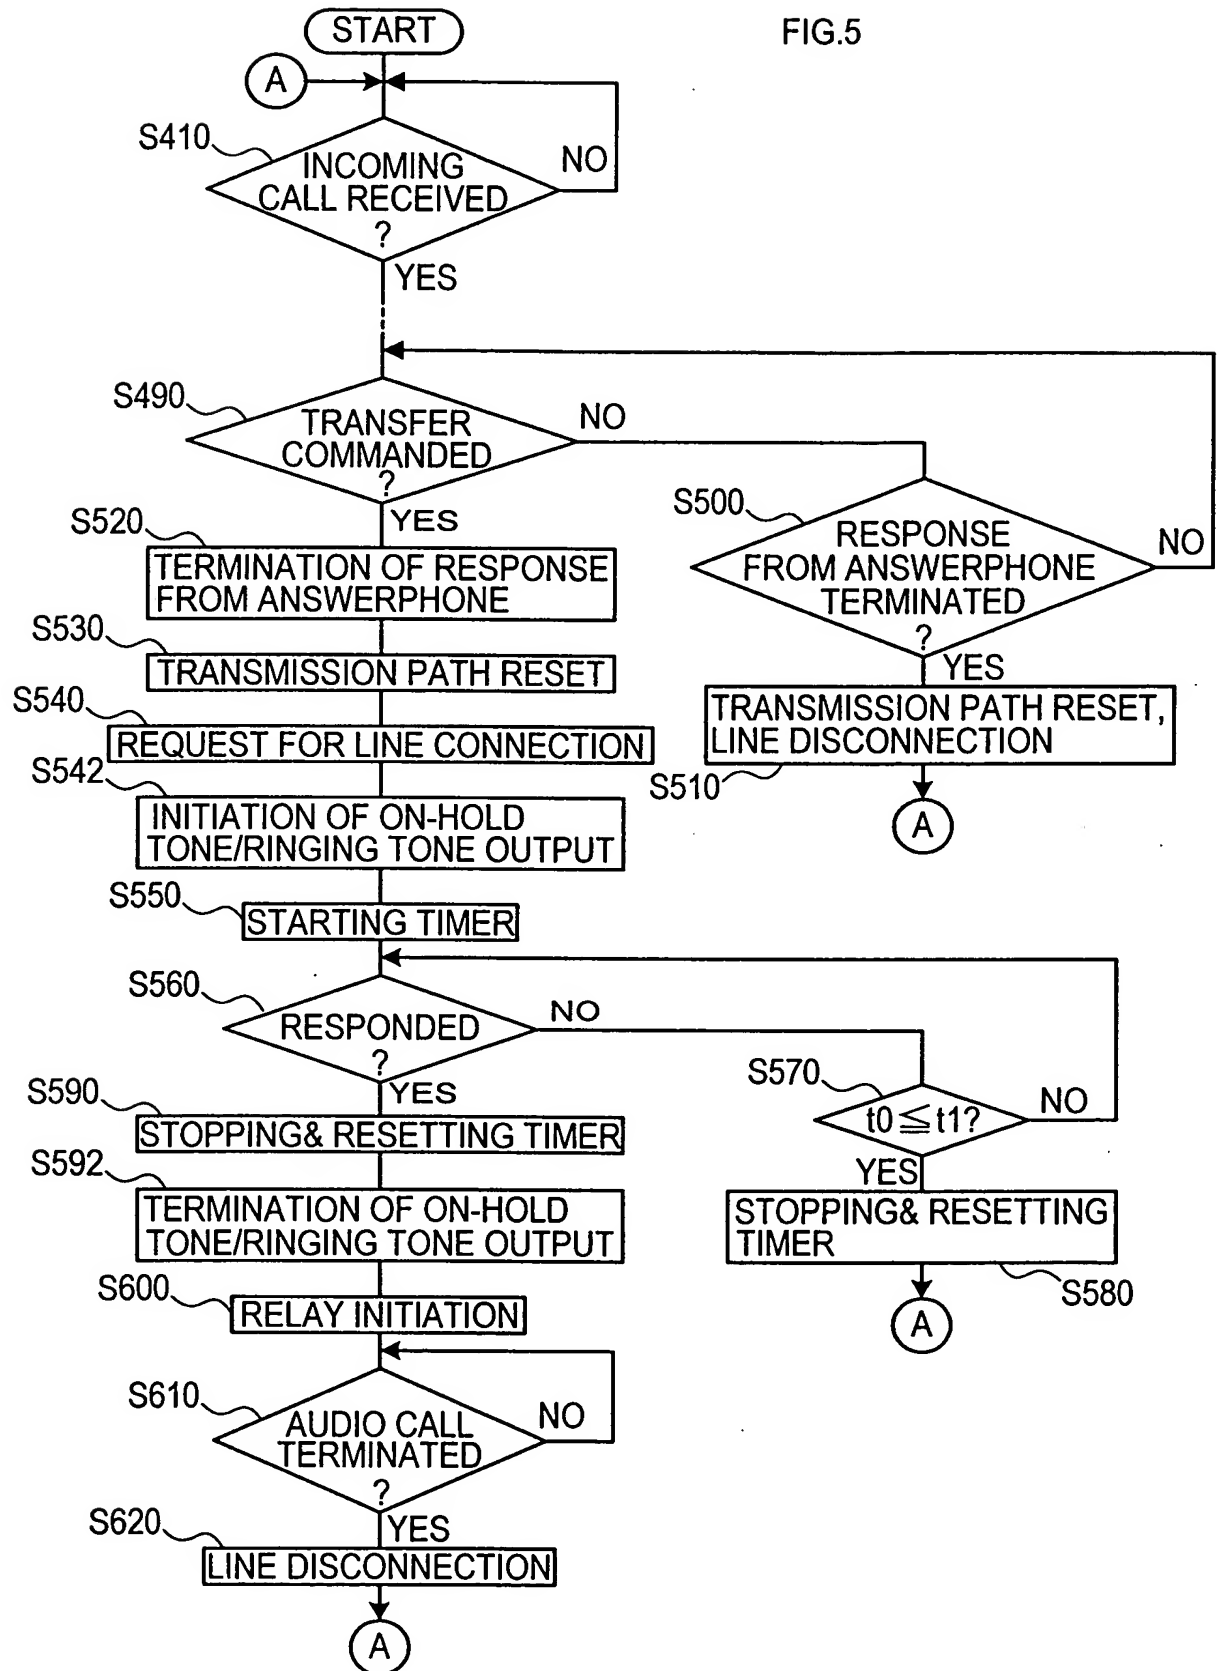 START
FIG.5
A
S410
INCOMING
CALL RECEIVED
?
NO
YES
S490
TRANSFER
COMMANDED
?
NO
YES
S500
RESPONSE
FROM ANSWERPHONE
TERMINATED
?
NO
YES
S520
TERMINATION OF RESPONSE
FROM ANSWERPHONE
S530
TRANSMISSION PATH RESET
S540
REQUEST FOR LINE CONNECTION
TRANSMISSION PATH RESET,
LINE DISCONNECTION
S510
A
S542
INITIATION OF ON-HOLD
TONE/RINGING TONE OUTPUT
S550
STARTING TIMER
S560
RESPONDED
?
NO
YES
S570
t0≦t1?
NO
YES
S590
STOPPING& RESETTING TIMER
S592
TERMINATION OF ON-HOLD
TONE/RINGING TONE OUTPUT
STOPPING& RESETTING
TIMER
S580
A
S600
RELAY INITIATION
S610
AUDIO CALL
TERMINATED
?
NO
YES
S620
LINE DISCONNECTION
A